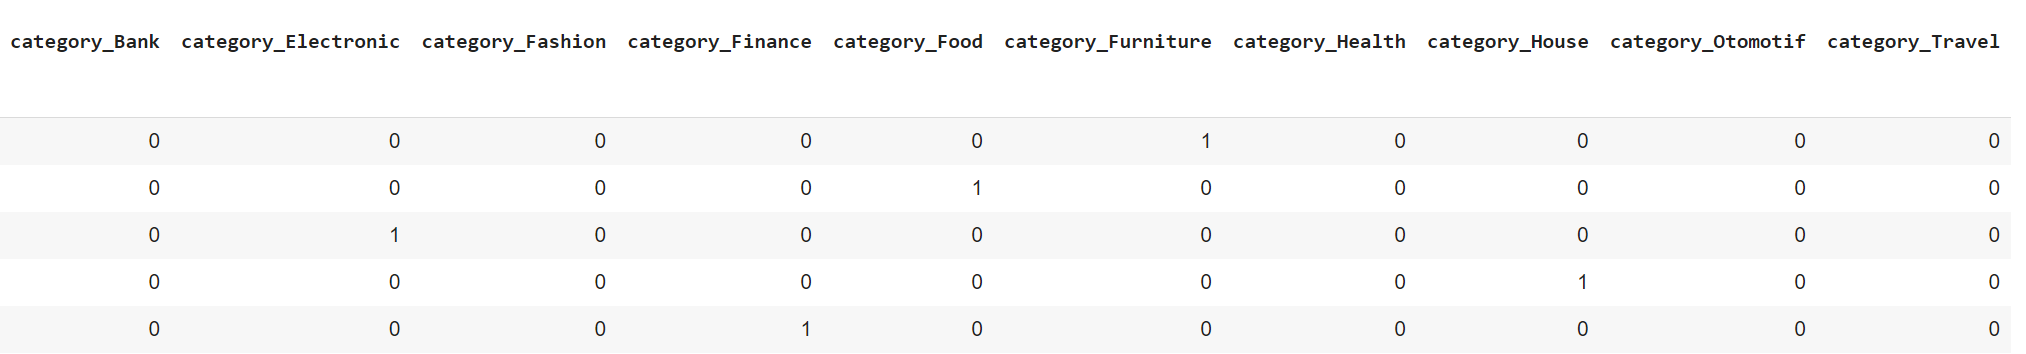 category_Bank category_Electronic category_Fashion category_Finance category_Food category_Furniture category_Health category_House category_Otomotif category_Travel
0 0 0 0 0 1 0 0 0 0
0 0 0 0 1 0 0 0 0 0
0 1 0 0 0 0 0 0 0 0
0 0 0 0 0 0 0 1 0 0
0 0 0 1 0 0 0 0 0 0